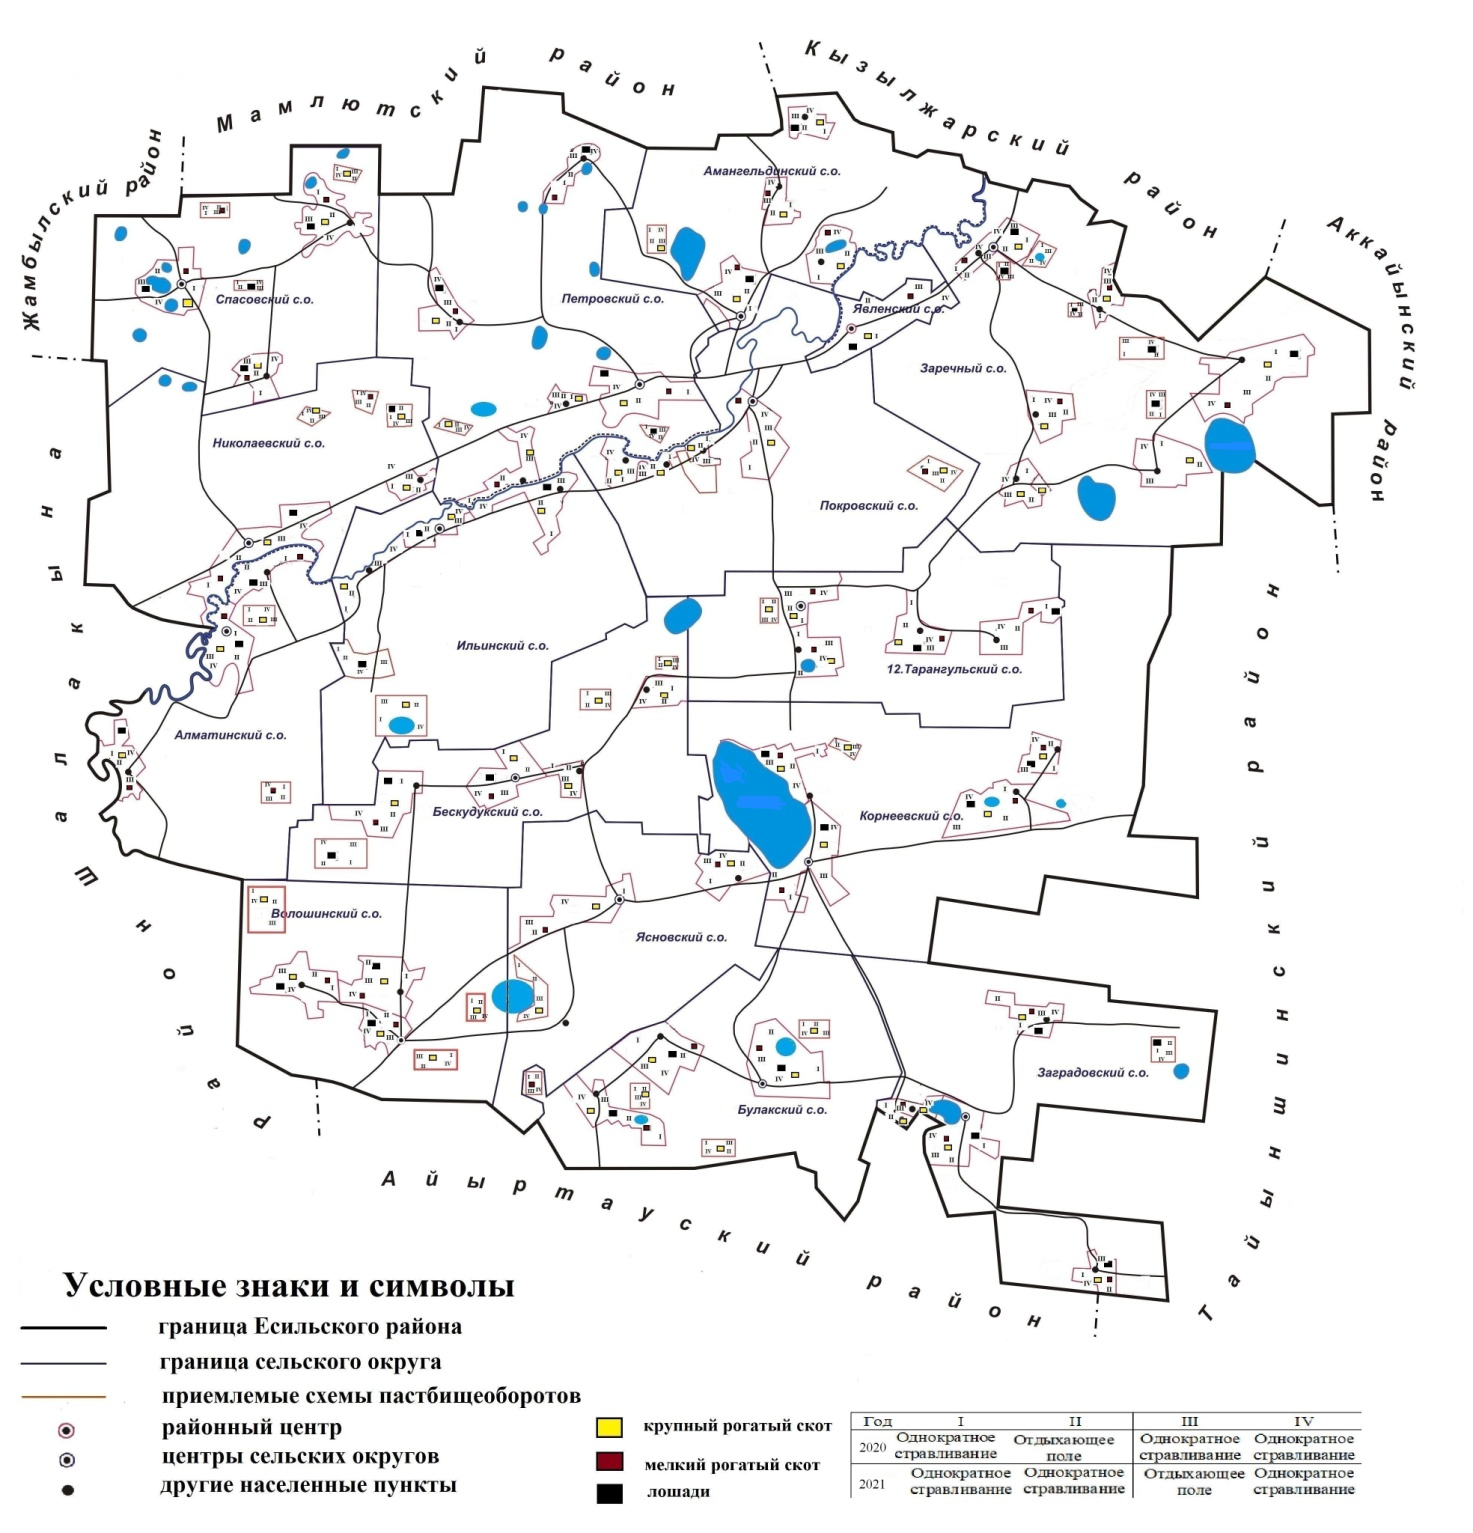 Мамлютский район
Кызылжарский район
Аккайынский район
Жамбылский район
Шал акына
район
Тайыншинский район
Айыртауский район
Амангельдинский с.о.
Спасовский с.о.
Петровский с.о.
Явленский с.о.
Заречный с.о.
Николаевский с.о.
Покровский с.о.
Ильинский с.о.
12.Тарангульский с.о.
Алматинский с.о.
Бескудукский с.о.
Корнеевский с.о.
Волошинский с.о.
Ясновский с.о.
Заградовский с.о.
Булакский с.о.
Условные знаки и символы
граница Есильского района
граница сельского округа
приемлемые схемы пастбищеоборотов
районный центр
центры сельских округов
другие населенные пункты
крупный рогатый скот
мелкий рогатый скот
лошади
Год I II III IV
2020 Однократное стравливание Отдыхающее поле Однократное стравливание Однократное стравливание
2021 Однократное стравливание Однократное стравливание Отдыхающее поле Однократное стравливание